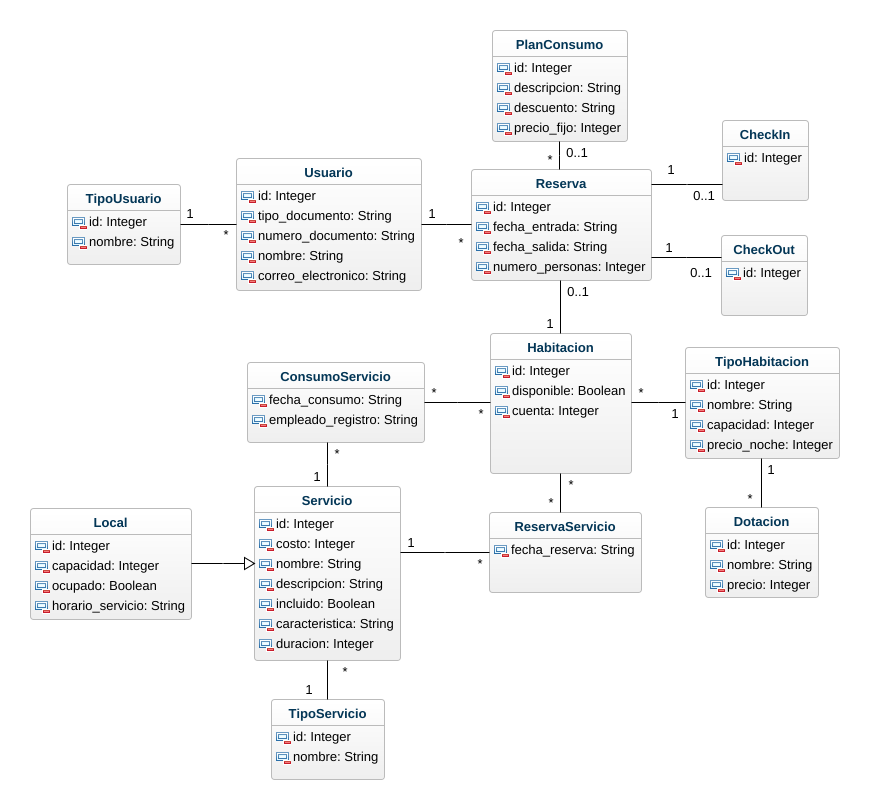 PlanConsumo
id: Integer
descripcion: String
descuento: String
precio_fijo: Integer
*
0..1
CheckIn
id: Integer
1
0..1
Usuario
id: Integer
tipo_documento: String
numero_documento: String
nombre: String
correo_electronico: String
TipoUsuario
id: Integer
nombre: String
1
*
1
*
Reserva
id: Integer
fecha_entrada: String
fecha_salida: String
numero_personas: Integer
1
0..1
CheckOut
id: Integer
0..1
1
Habitacion
id: Integer
disponible: Boolean
cuenta: Integer
TipoHabitacion
id: Integer
nombre: String
capacidad: Integer
precio_noche: Integer
*
1
ConsumoServicio
fecha_consumo: String
empleado_registro: String
*
*
*
1
1
*
*
*
Servicio
id: Integer
costo: Integer
nombre: String
descripcion: String
incluido: Boolean
caracteristica: String
duracion: Integer
Local
id: Integer
capacidad: Integer
ocupado: Boolean
horario_servicio: String
1
*
ReservaServicio
fecha_reserva: String
Dotacion
id: Integer
nombre: String
precio: Integer
*
1
TipoServicio
id: Integer
nombre: String